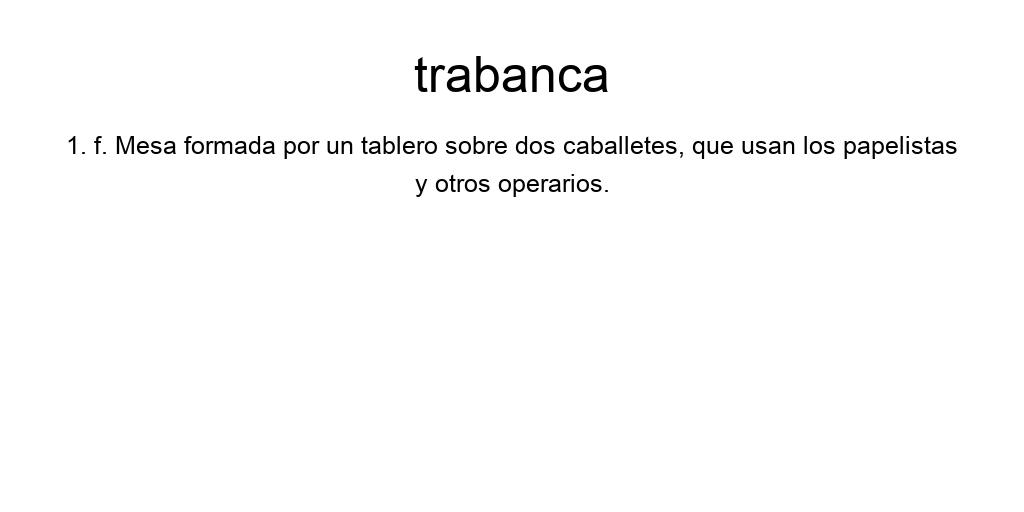 trabanca
1. f. Mesa formada por un tablero sobre dos caballetes, que usan los papelistas
y otros operarios.